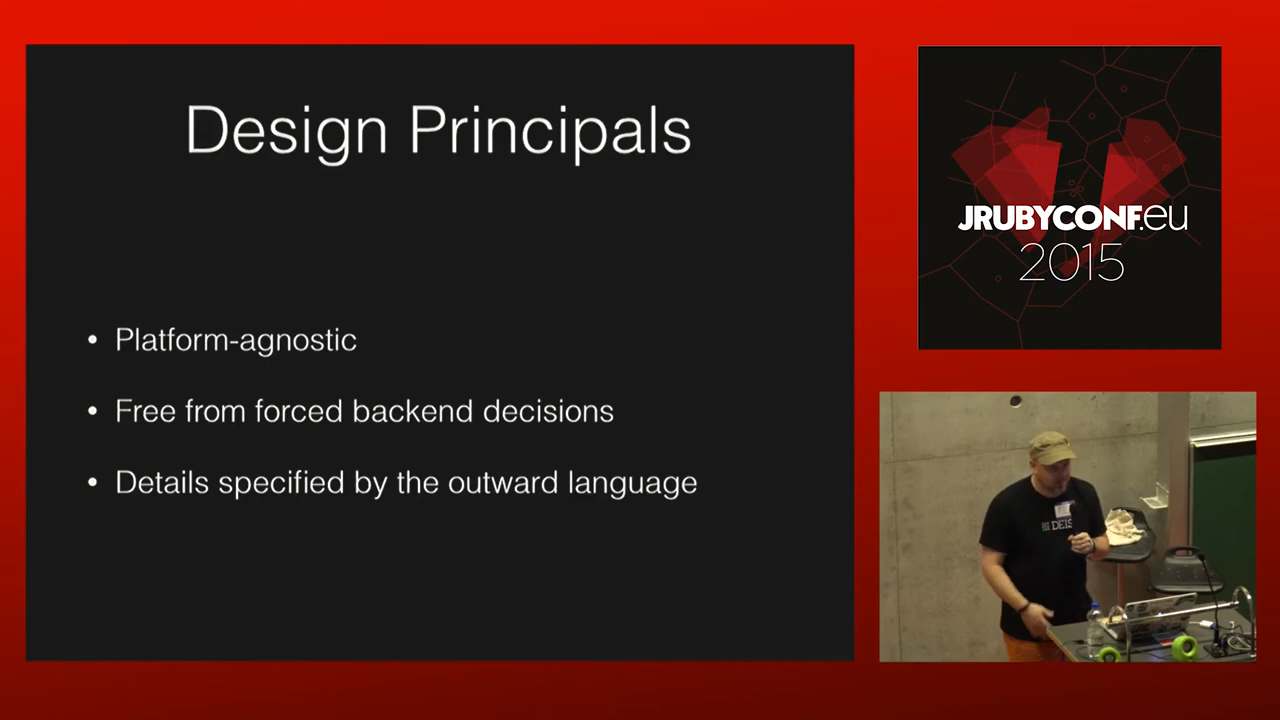 Design Principals
• Platform-agnostic
• Free from forced backend decisions
• Details specified by the outward language
JRUBYCONF.eu
2015
DEIS